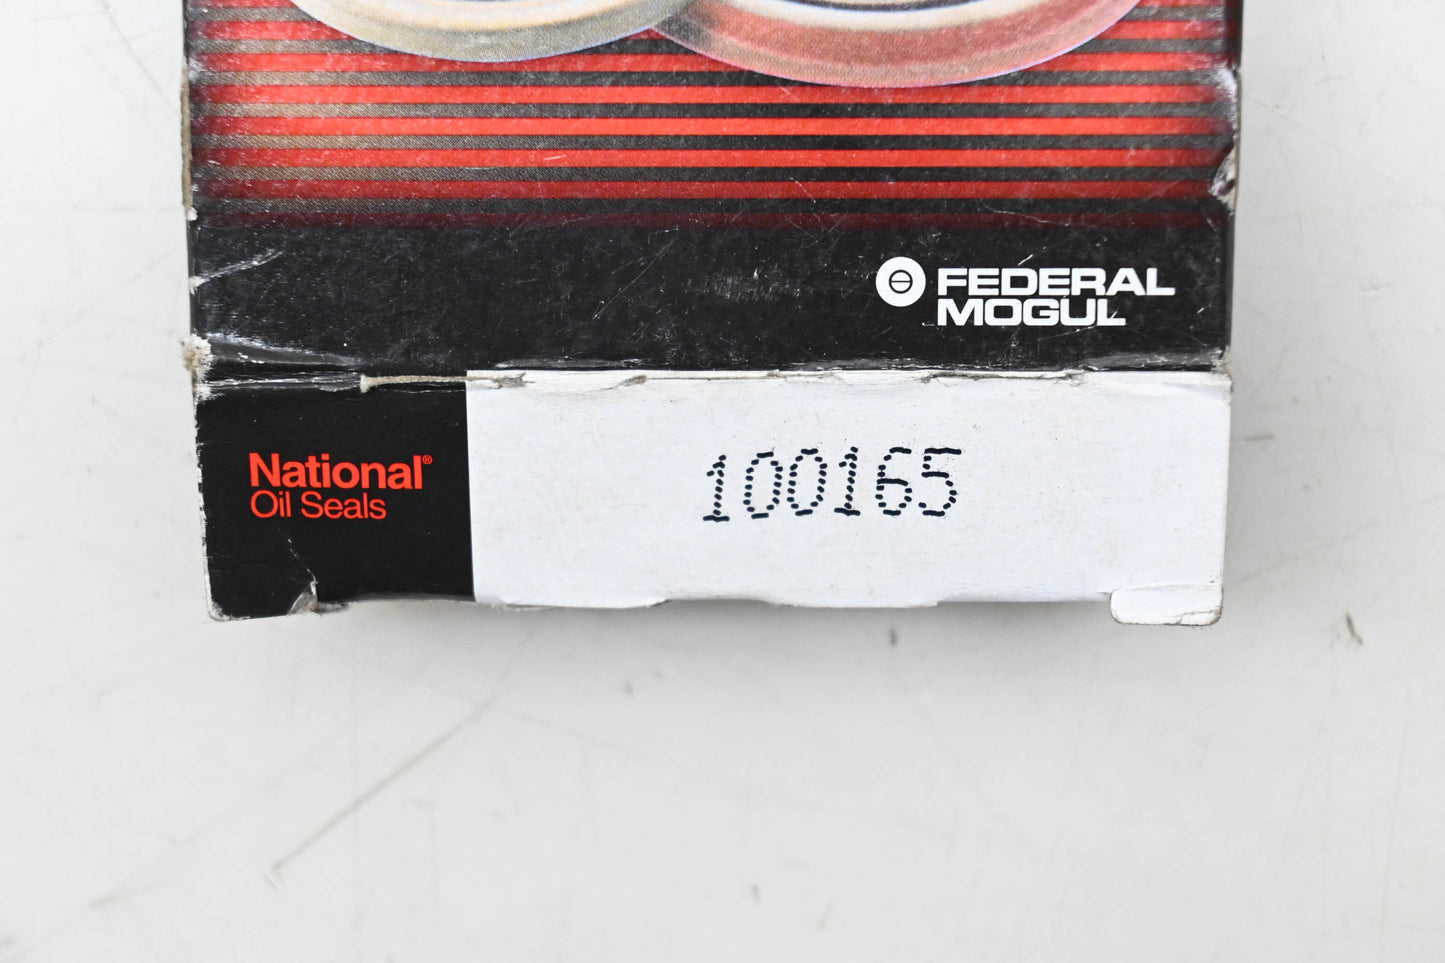 FEDERAL
MOGUL
National®
Oil Seals
100165